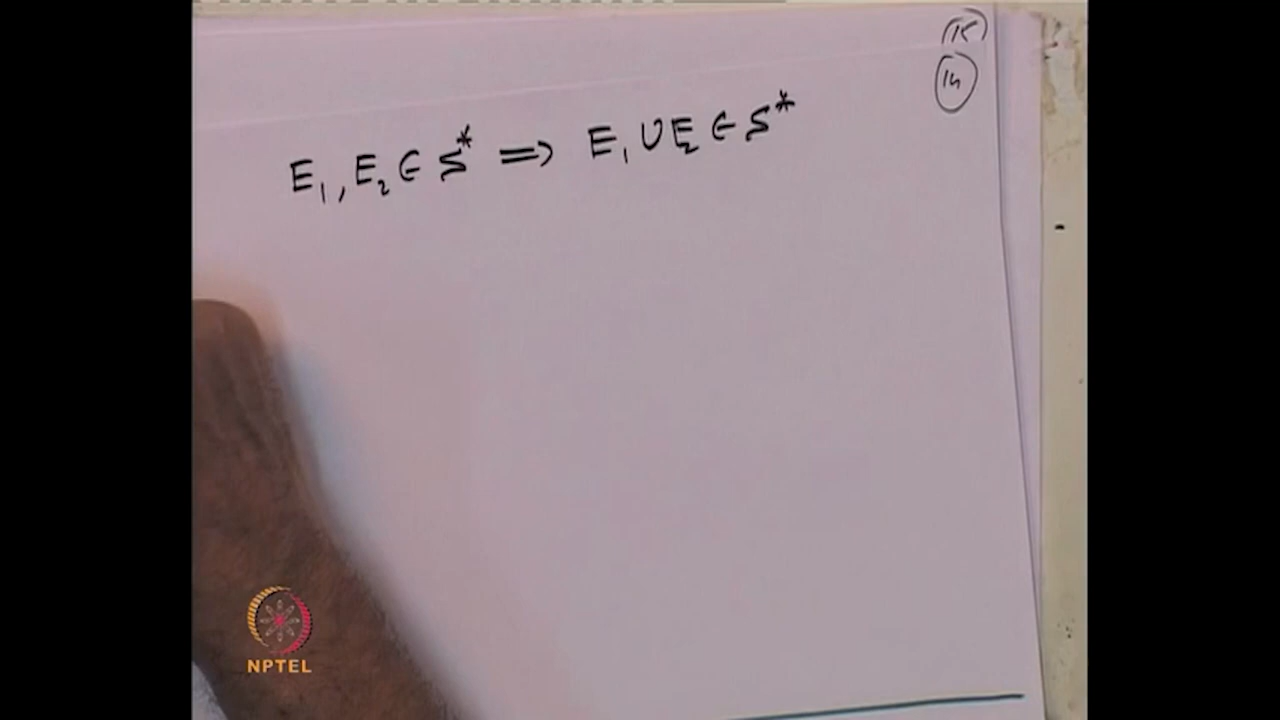 E₁, E₂ ∈ S* ⟹ E₁ ∪ E₂ ∈ S*
NPTEL